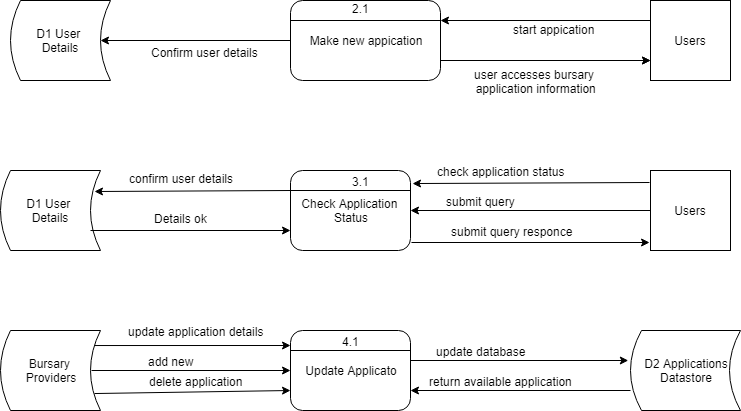 2.1
start appication
D1 User
Details
Make new appication
Users
Confirm user details
user accesses bursary
application information
confirm user details
3.1
check application status
D1 User
Details
Check Application
Status
submit query
Users
Details ok
submit query responce
update application details
4.1
update database
Bursary
Providers
add new
Update Applicato
D2 Applications
Datastore
delete application
return available application